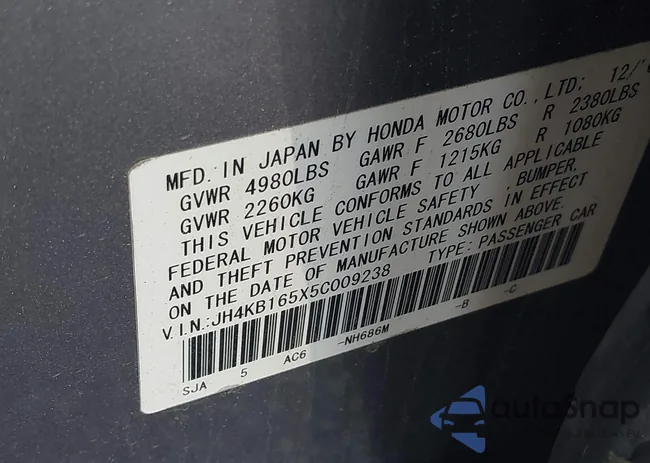 MFD. IN JAPAN BY HONDA MOTOR CO., LTD; 12/
GVWR 4980LBS GAWR F 2680LBS R 2380LBS
GVWR 2260KG GAWR F 1215KG R 1080KG
THIS VEHICLE CONFORMS TO ALL APPLICABLE
FEDERAL MOTOR VEHICLE SAFETY , BUMPER,
AND THEFT PREVENTION STANDARDS IN EFFECT
ON THE DATE OF MANUFACTURE SHOWN ABOVE.
V.I.N.:JH4KB165X5C009238 TYPE: PASSENGER CAR
SJA 5 AC6 -NH686M -B -C
autoSnap